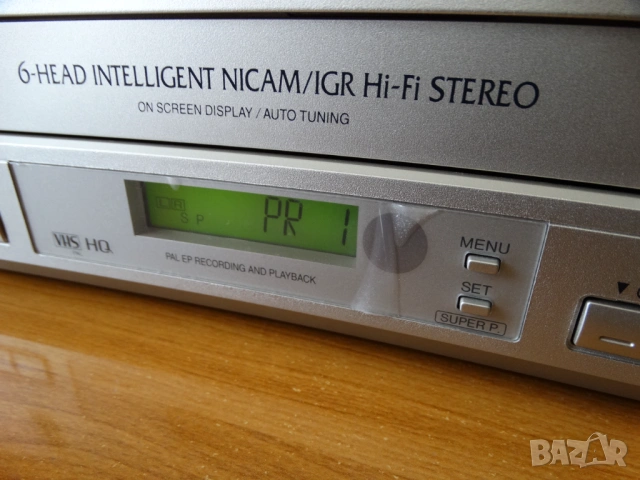 6-HEAD INTELLIGENT NICAM/IGR Hi-Fi STEREO
ON SCREEN DISPLAY / AUTO TUNING
SP PR 1
VHS HQ
PAL EP RECORDING AND PLAYBACK
MENU
SET
SUPER P.
BAZAR